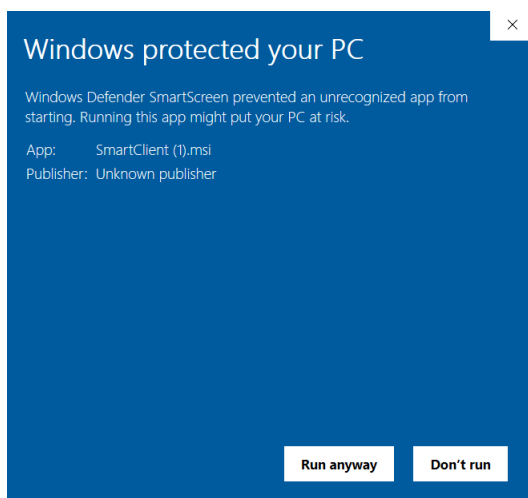 Windows protected your PC
Windows Defender SmartScreen prevented an unrecognized app from
starting. Running this app might put your PC at risk.
App: SmartClient (1).msi
Publisher: Unknown publisher
Run anyway Don't run